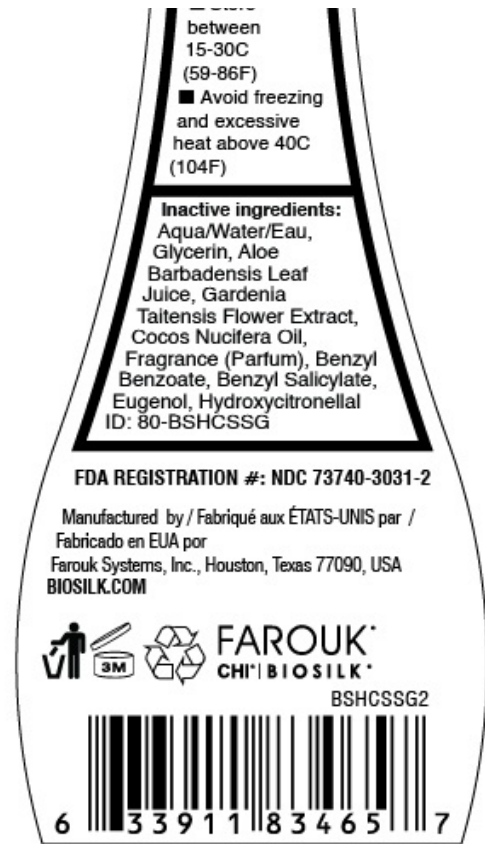 ■ Store
between
15-30C
(59-86F)
■ Avoid freezing
and excessive
heat above 40C
(104F)
Inactive ingredients:
Aqua/Water/Eau,
Glycerin, Aloe
Barbadensis Leaf
Juice, Gardenia
Taitensis Flower Extract,
Cocos Nucifera Oil,
Fragrance (Parfum), Benzyl
Benzoate, Benzyl Salicylate,
Eugenol, Hydroxycitronellal
ID: 80-BSHCSSG
FDA REGISTRATION #: NDC 73740-3031-2
Manufactured by / Fabriqué aux ÉTATS-UNIS par /
Fabricado en EUA por
Farouk Systems, Inc., Houston, Texas 77090, USA
BIOSILK.COM
3M
FAROUK
CHI | BIOSILK
BSHCSSG2
6 33911 83465 7